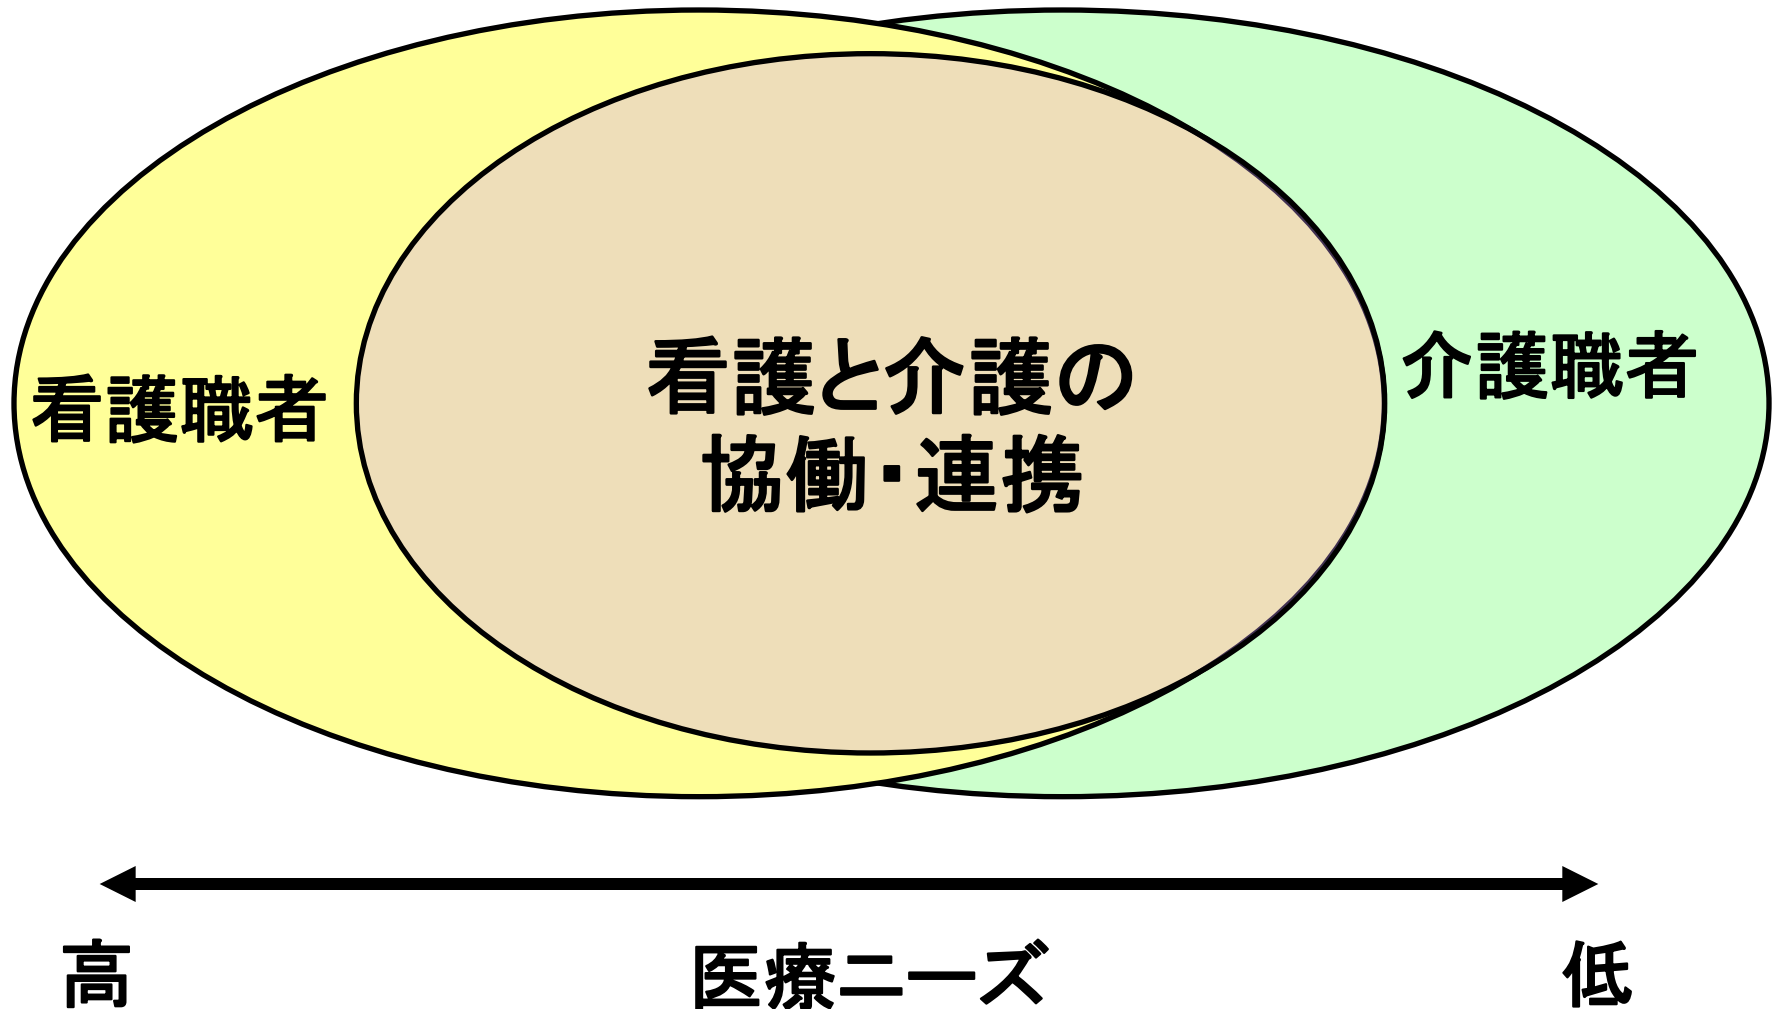 看護職者
看護と介護の
協働・連携
介護職者
高
医療ニーズ
低